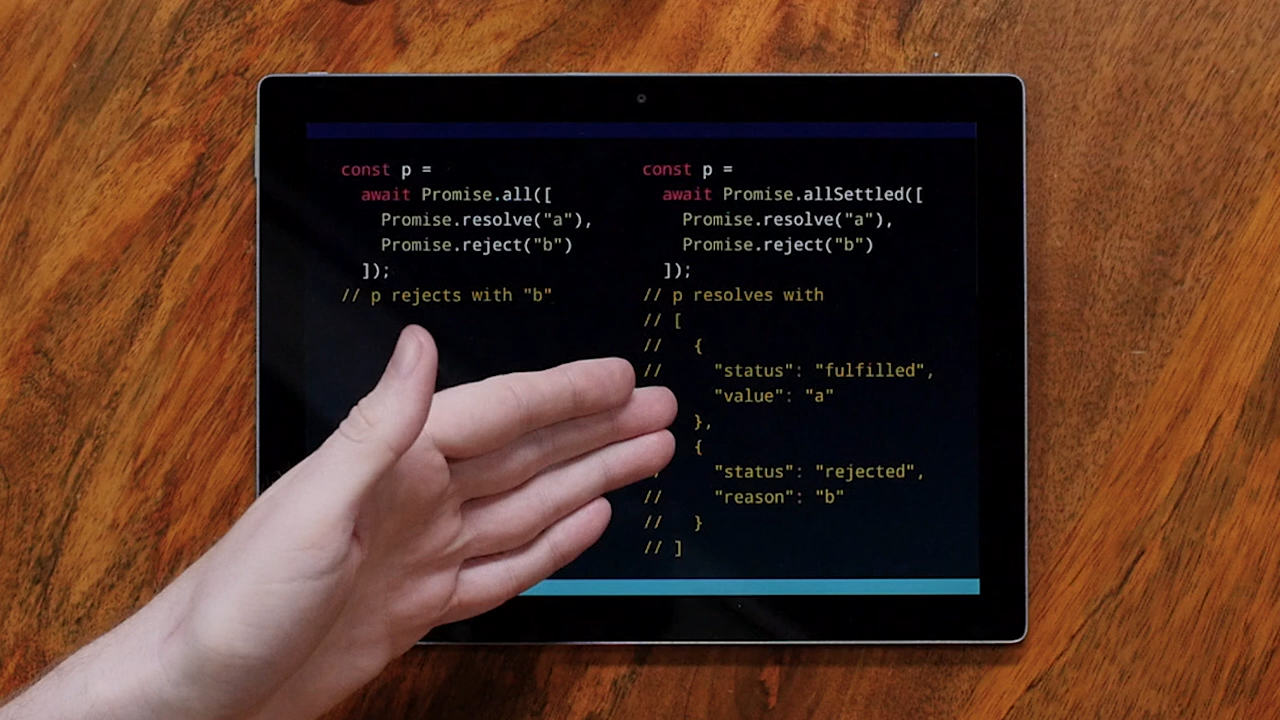 const p =
await Promise.all([
Promise.resolve("a"),
Promise.reject("b")
]);
// p rejects with "b"
const p =
await Promise.allSettled([
Promise.resolve("a"),
Promise.reject("b")
]);
// p resolves with
// [
// {
// "status": "fulfilled",
"value": "a"
},
{
"status": "rejected",
// "reason": "b"
// }
// ]